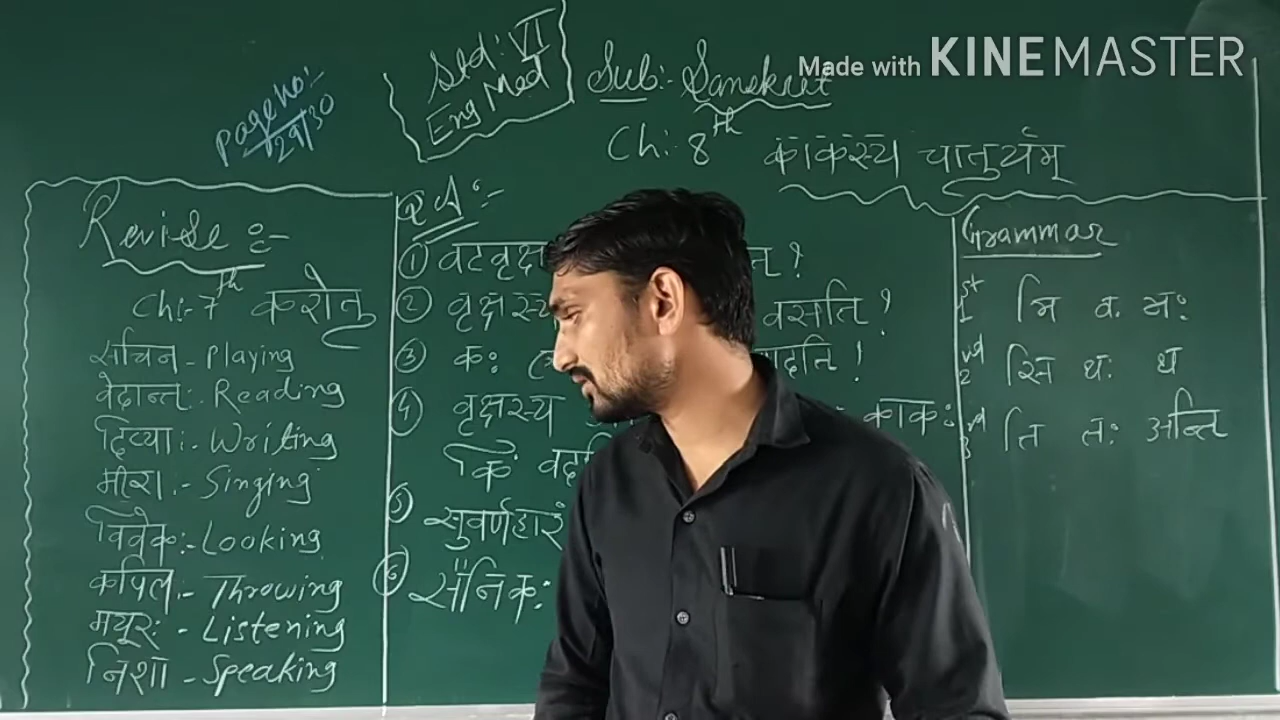 Made with KINEMASTER
Std:- VI
Eng Med
Sub:- Sanskrit
Page No:-
29/30
Ch:- 8th काकस्य चातुर्यम्
Revise :-
Ch:-7th करोतु
सचिन - Playing
वेदान्त:- Reading
दिव्या:- Writing
मीरा.- Singing
विवेक:- Looking
कपिल:- Throwing
मयूर: - Listening
निशा - Speaking
① वटवृक्ष
② वृक्षस्य वसति ?
③ क:
④ वृक्षस्य काक:
किं
⑤ सुवर्णहारं
⑥ सैनिक:
Grammar
1st मि व: म:
2nd सि थ: थ
3rd ति त: अन्ति